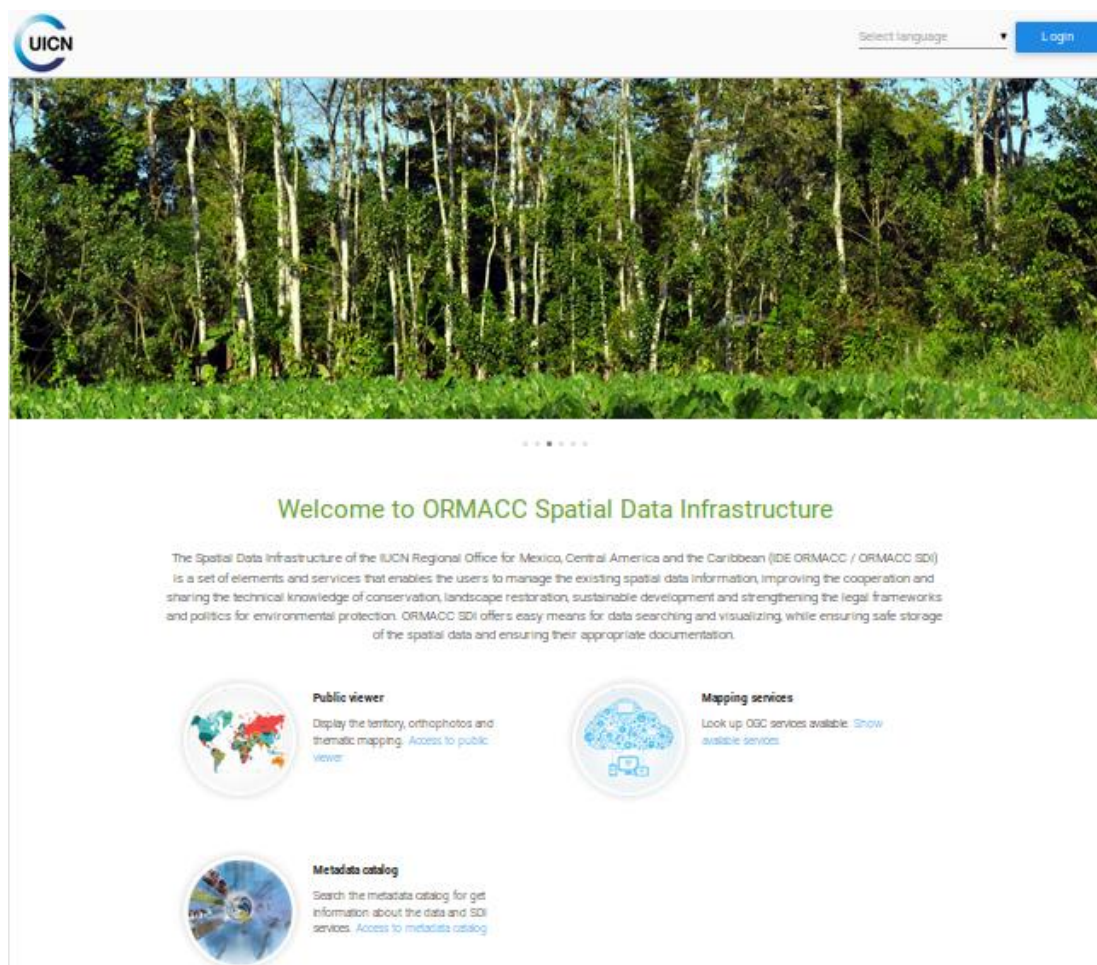 UICN
Select language
Login
Welcome to ORMACC Spatial Data Infrastructure
The Spatial Data Infrastructure of the IUCN Regional Office for Mexico, Central America and the Caribbean (IDE ORMACC / ORMACC SDI)
is a set of elements and services that enables the users to manage the existing spatial data information, improving the cooperation and
sharing the technical knowledge of conservation, landscape restoration, sustainable development and strengthening the legal frameworks
and politics for environmental protection. ORMACC SDI offers easy means for data searching and visualizing, while ensuring safe storage
of the spatial data and ensuring their appropriate documentation.
Public viewer
Display the territory, orthophotos and
thematic mapping. Access to public
viewer
Mapping services
Look up OGC services available. Show
available services
Metadata catalog
Search the metadata catalog for get
information about the data and SDI
services. Access to metadata catalog